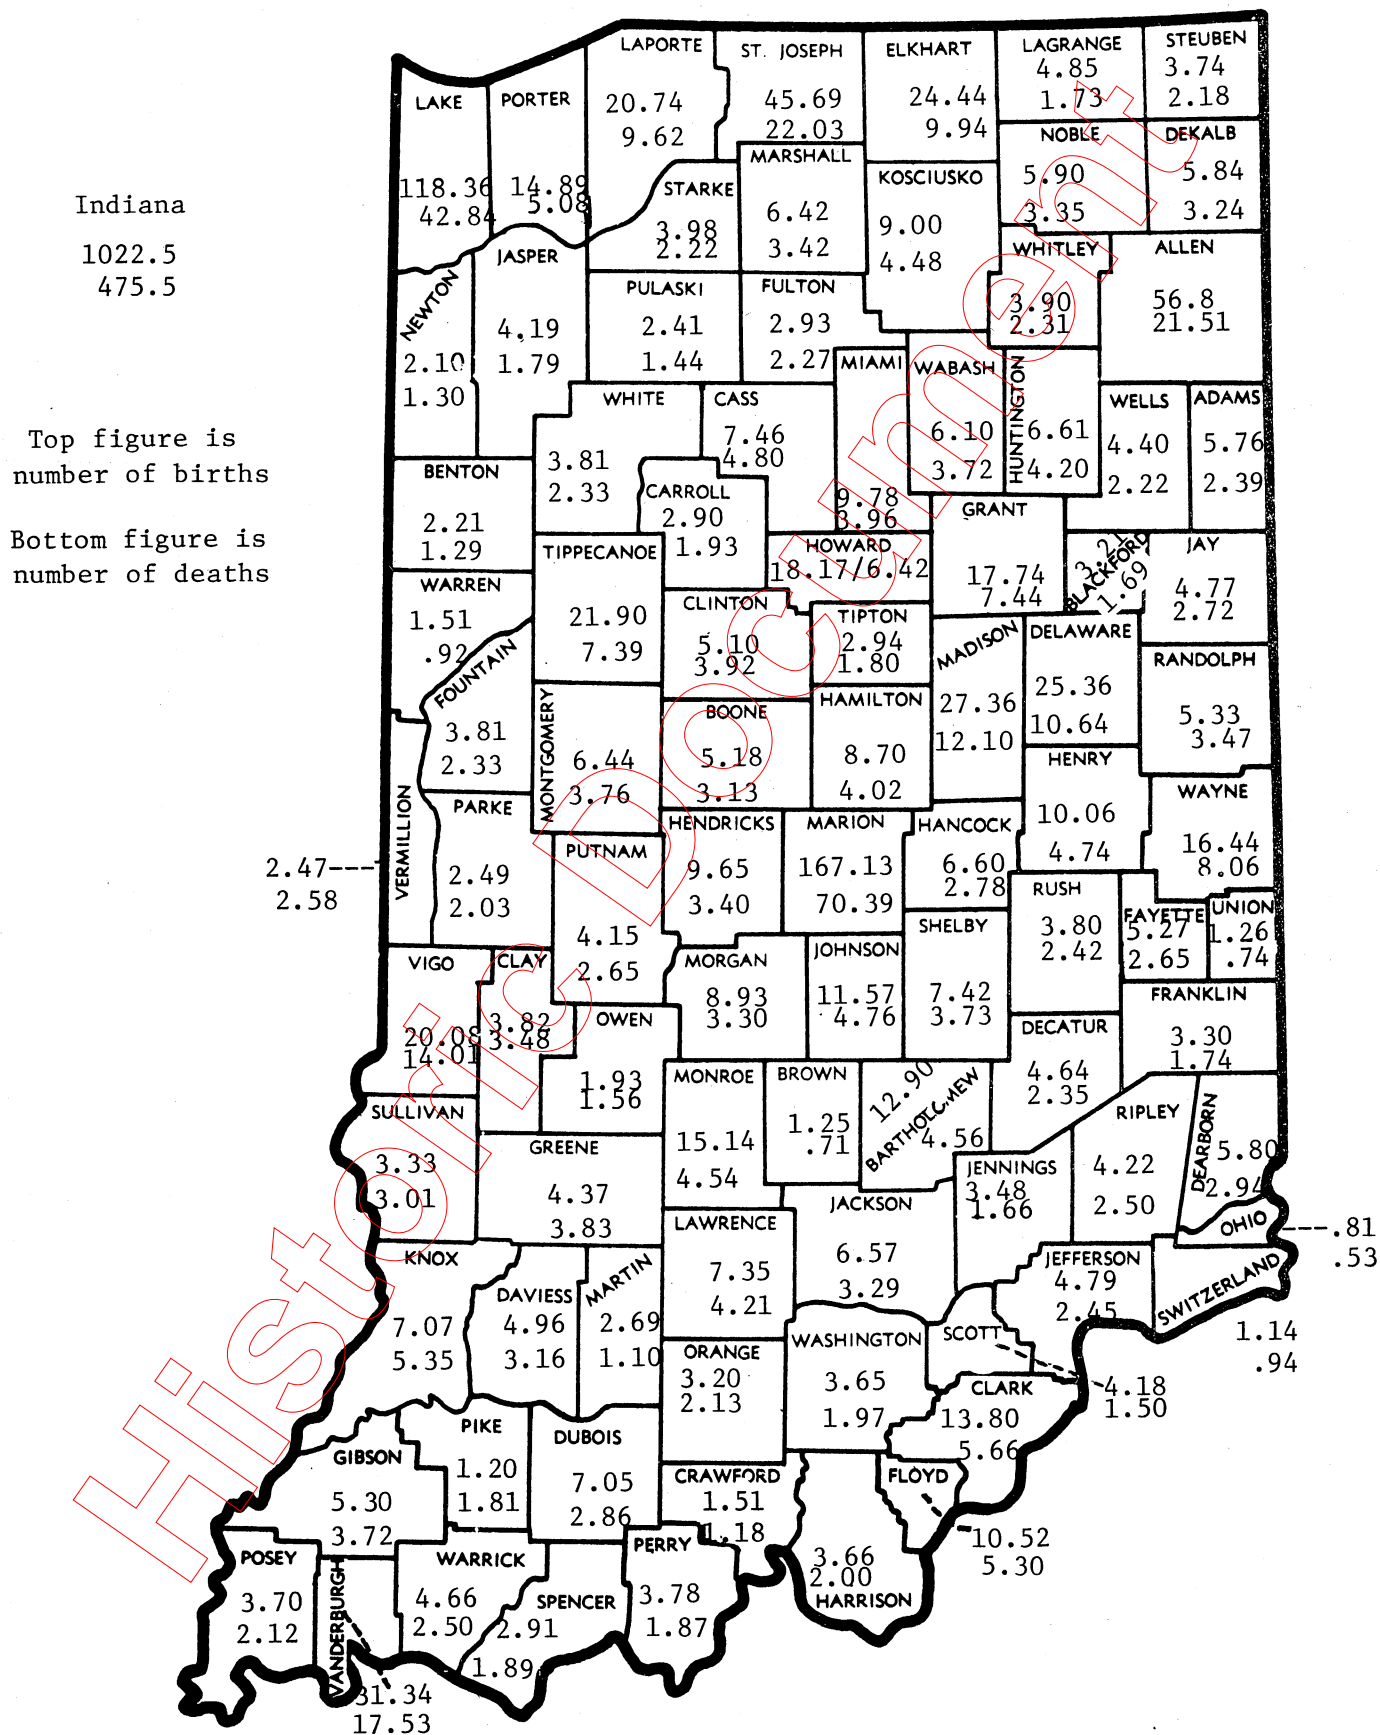 LAPORTE
20.74
9.62
ST. JOSEPH
45.69
22.03
ELKHART
24.44
9.94
LAGRANGE
4.85
1.73
STEUBEN
3.74
2.18
LAKE
118.36
42.84
PORTER
14.89
5.08
NOBLE
5.90
3.35
DEKALB
5.84
3.24
MARSHALL
6.42
3.42
STARKE
3.98
2.22
KOSCIUSKO
9.00
4.48
Indiana
1022.5
475.5
WHITLEY
3.90
2.31
ALLEN
56.8
21.51
JASPER
4.19
1.79
NEWTON
2.10
1.30
PULASKI
2.41
1.44
FULTON
2.93
2.27
MIAMI
9.78
3.96
WABASH
6.10
3.72
HUNTINGTON
6.61
4.20
WELLS
4.40
2.22
ADAMS
5.76
2.39
Top figure is
number of births
Bottom figure is
number of deaths
WHITE
3.81
2.33
CASS
7.46
4.80
BENTON
2.21
1.29
CARROLL
2.90
1.93
GRANT
17.74
7.44
TIPPECANOE
21.90
7.39
HOWARD
18.17/6.42
3.21
BLACKFORD
1.69
JAY
4.77
2.72
WARREN
1.51
.92
CLINTON
5.10
3.92
TIPTON
2.94
1.80
MADISON
27.36
12.10
DELAWARE
25.36
10.64
RANDOLPH
5.33
3.47
FOUNTAIN
3.81
2.33
MONTGOMERY
6.44
3.76
BOONE
5.18
3.13
HAMILTON
8.70
4.02
HENRY
10.06
4.74
WAYNE
16.44
8.06
VERMILLION
2.47
2.58
PARKE
2.49
2.03
PUTNAM
4.15
2.65
HENDRICKS
9.65
3.40
MARION
167.13
70.39
HANCOCK
6.60
2.78
RUSH
3.80
2.42
FAYETTE
5.27
2.65
UNION
1.26
.74
SHELBY
7.42
3.73
VIGO
20.08
14.01
CLAY
3.82
3.48
MORGAN
8.93
3.30
JOHNSON
11.57
4.76
FRANKLIN
3.30
1.74
OWEN
1.93
1.56
DECATUR
4.64
2.35
MONROE
15.14
4.54
BROWN
1.25
.71
12.90
BARTHOLOMEW
4.56
SULLIVAN
3.33
3.01
GREENE
4.37
3.83
RIPLEY
4.22
2.50
DEARBORN
5.80
2.94
JENNINGS
3.48
1.66
JACKSON
6.57
3.29
LAWRENCE
7.35
4.21
OHIO
.81
.53
KNOX
7.07
5.35
DAVIESS
4.96
3.16
MARTIN
2.69
1.10
JEFFERSON
4.79
2.45
SWITZERLAND
1.14
.94
ORANGE
3.20
2.13
WASHINGTON
3.65
1.97
SCOTT
4.18
1.50
CLARK
13.80
5.66
PIKE
1.20
1.81
DUBOIS
7.05
2.86
GIBSON
5.30
3.72
CRAWFORD
1.51
1.18
FLOYD
10.52
5.30
3.66
2.00
HARRISON
POSEY
3.70
2.12
VANDERBURGH
31.34
17.53
WARRICK
4.66
2.50
SPENCER
2.91
1.89
PERRY
3.78
1.87
Historic Document